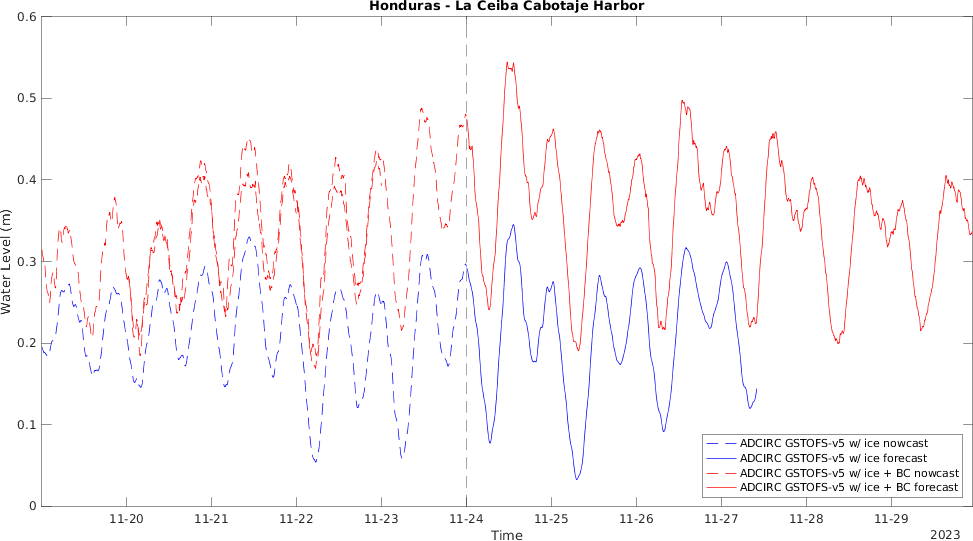 Honduras - La Ceiba Cabotaje Harbor
0.6
0.5
0.4
0.3
0.2
0.1
0
Water Level (m)
11-20 11-21 11-22 11-23 11-24 11-25 11-26 11-27 11-28 11-29
Time
2023
ADCIRC GSTOFS-v5 w/ ice nowcast
ADCIRC GSTOFS-v5 w/ ice forecast
ADCIRC GSTOFS-v5 w/ ice + BC nowcast
ADCIRC GSTOFS-v5 w/ ice + BC forecast